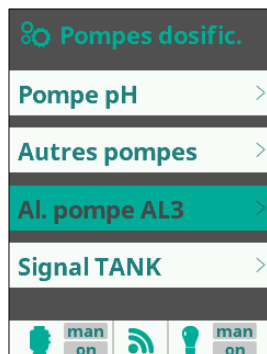 Pompes dosific.
Pompe pH
Autres pompes
Al. pompe AL3
Signal TANK
man man
on on